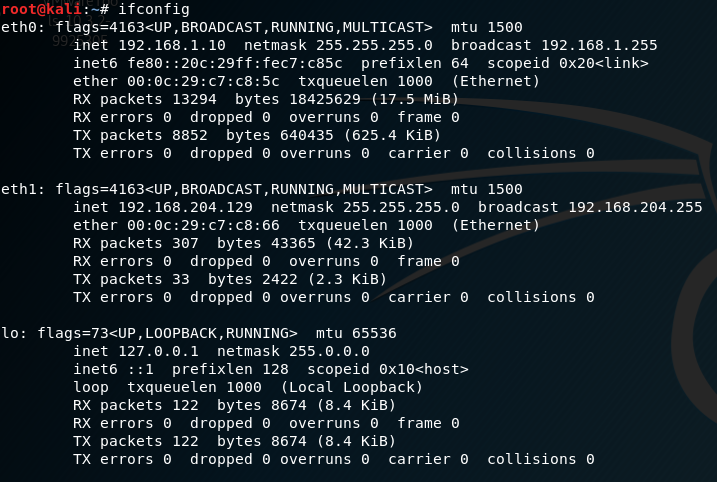 root@kali:~# ifconfig
eth0: flags=4163<UP,BROADCAST,RUNNING,MULTICAST>  mtu 1500
        inet 192.168.1.10  netmask 255.255.255.0  broadcast 192.168.1.255
        inet6 fe80::20c:29ff:fec7:c85c  prefixlen 64  scopeid 0x20<link>
        ether 00:0c:29:c7:c8:5c  txqueuelen 1000  (Ethernet)
        RX packets 13294  bytes 18425629 (17.5 MiB)
        RX errors 0  dropped 0  overruns 0  frame 0
        TX packets 8852  bytes 640435 (625.4 KiB)
        TX errors 0  dropped 0 overruns 0  carrier 0  collisions 0

eth1: flags=4163<UP,BROADCAST,RUNNING,MULTICAST>  mtu 1500
        inet 192.168.204.129  netmask 255.255.255.0  broadcast 192.168.204.255
        ether 00:0c:29:c7:c8:66  txqueuelen 1000  (Ethernet)
        RX packets 307  bytes 43365 (42.3 KiB)
        RX errors 0  dropped 0  overruns 0  frame 0
        TX packets 33  bytes 2422 (2.3 KiB)
        TX errors 0  dropped 0 overruns 0  carrier 0  collisions 0

lo: flags=73<UP,LOOPBACK,RUNNING>  mtu 65536
        inet 127.0.0.1  netmask 255.0.0.0
        inet6 ::1  prefixlen 128  scopeid 0x10<host>
        loop  txqueuelen 1000  (Local Loopback)
        RX packets 122  bytes 8674 (8.4 KiB)
        RX errors 0  dropped 0  overruns 0  frame 0
        TX packets 122  bytes 8674 (8.4 KiB)
        TX errors 0  dropped 0 overruns 0  carrier 0  collisions 0